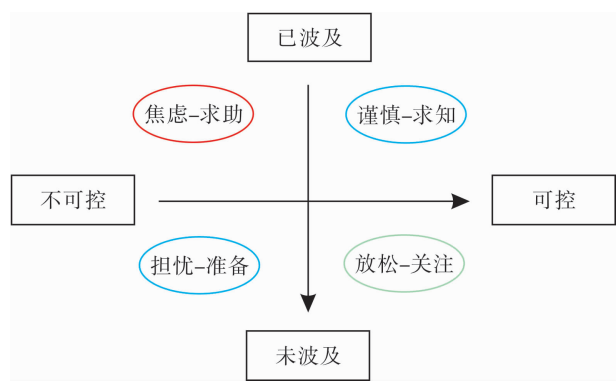 已波及
焦虑–求助
谨慎–求知
不可控
可控
担忧–准备
放松–关注
未波及